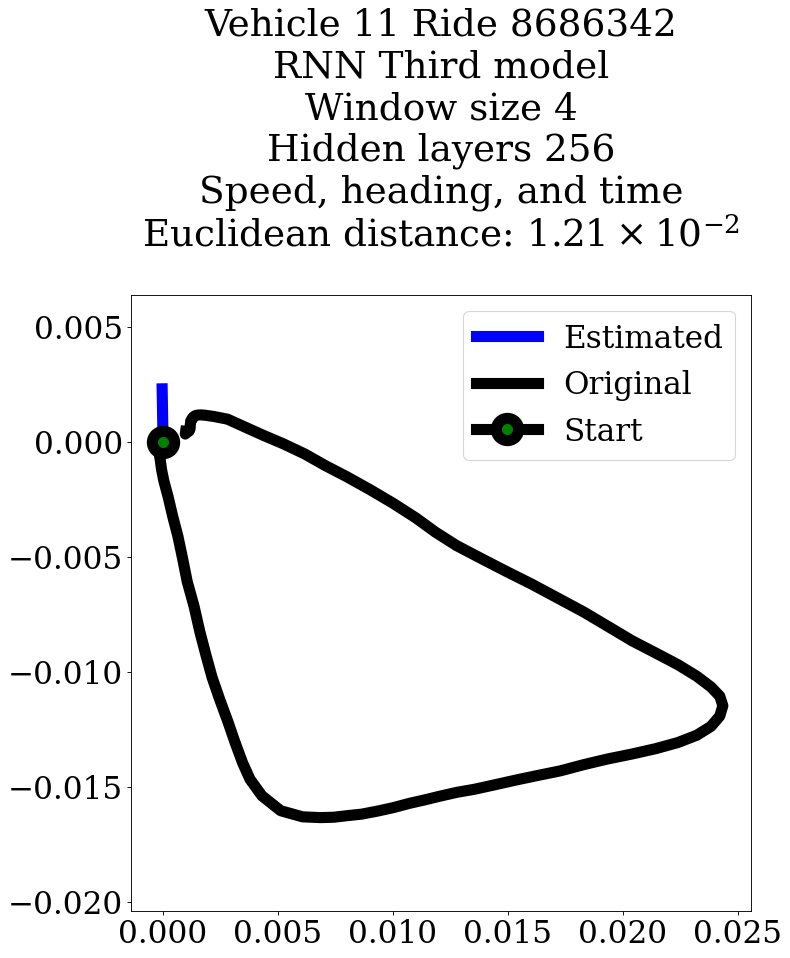 Vehicle 11 Ride 8686342
RNN Third model
Window size 4
Hidden layers 256
Speed, heading, and time
Euclidean distance: 1.21 × 10⁻²
Estimated
Original
Start
0.005
0.000
−0.005
−0.010
−0.015
−0.020
0.000 0.005 0.010 0.015 0.020 0.025